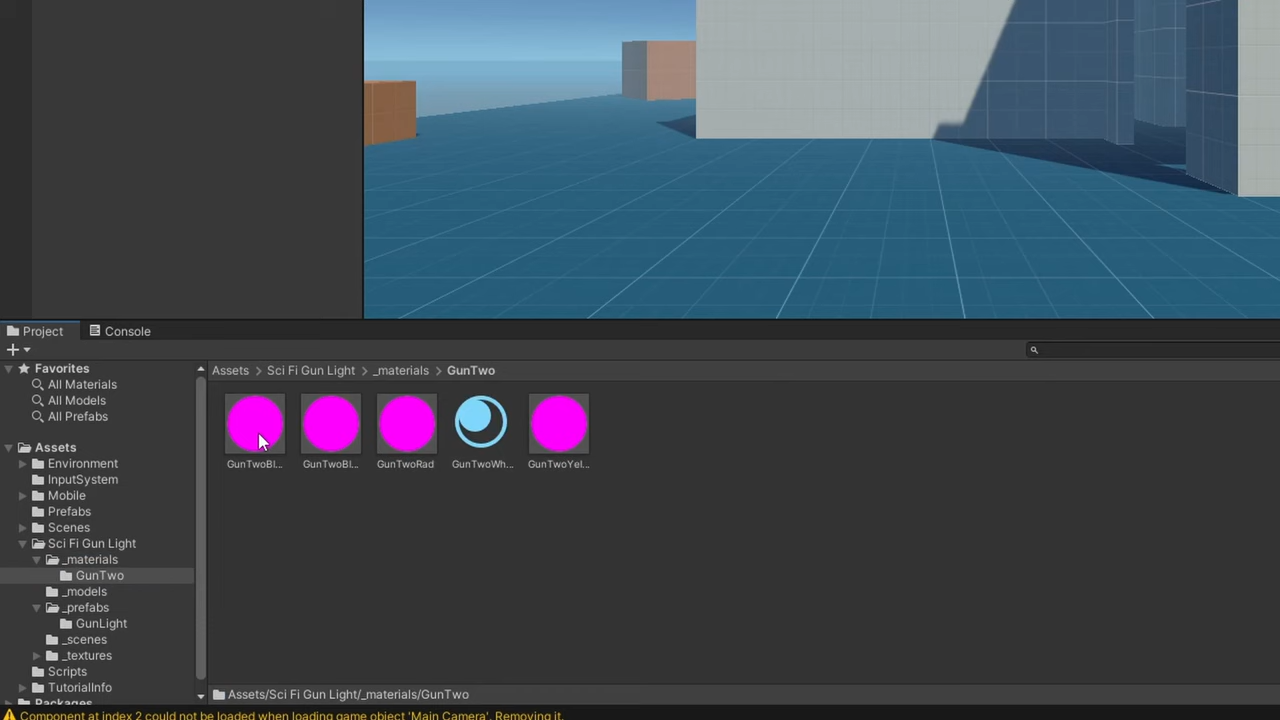 Project
Console
Favorites
All Materials
All Models
All Prefabs
Assets
Environment
InputSystem
Mobile
Prefabs
Scenes
Sci Fi Gun Light
_materials
GunTwo
_models
_prefabs
GunLight
_scenes
_textures
Scripts
TutorialInfo
Packages
Assets > Sci Fi Gun Light > _materials > GunTwo
GunTwoBl...
GunTwoBl...
GunTwoRad
GunTwoWh...
GunTwoYel...
Assets/Sci Fi Gun Light/_materials/GunTwo
Component at index 2 could not be loaded when loading game object 'Main Camera'. Removing it.